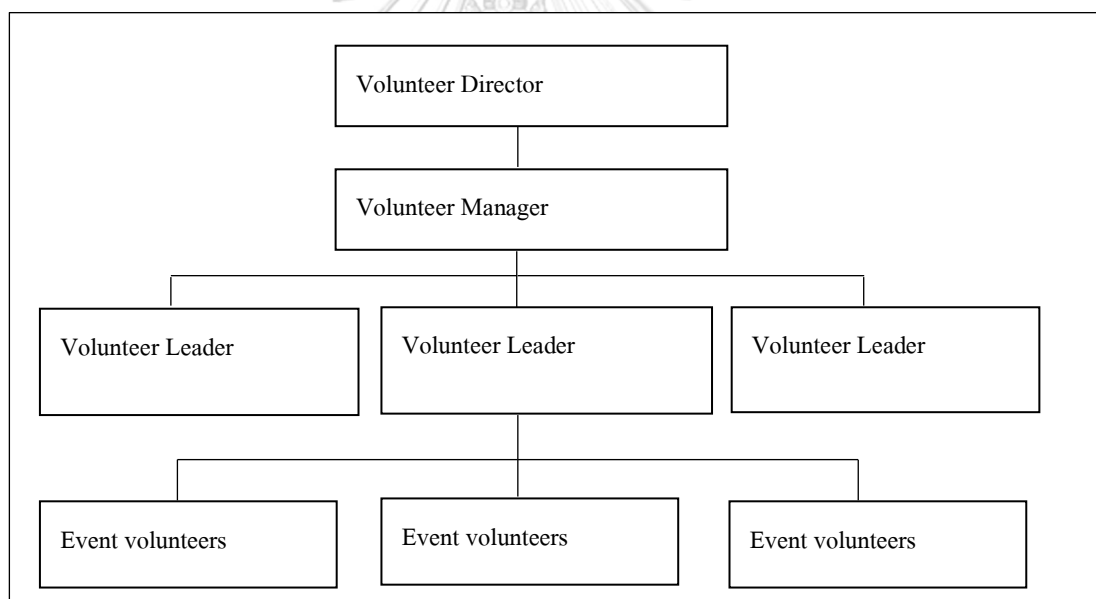 Volunteer Director
Volunteer Manager
Volunteer Leader
Volunteer Leader
Volunteer Leader
Event volunteers
Event volunteers
Event volunteers